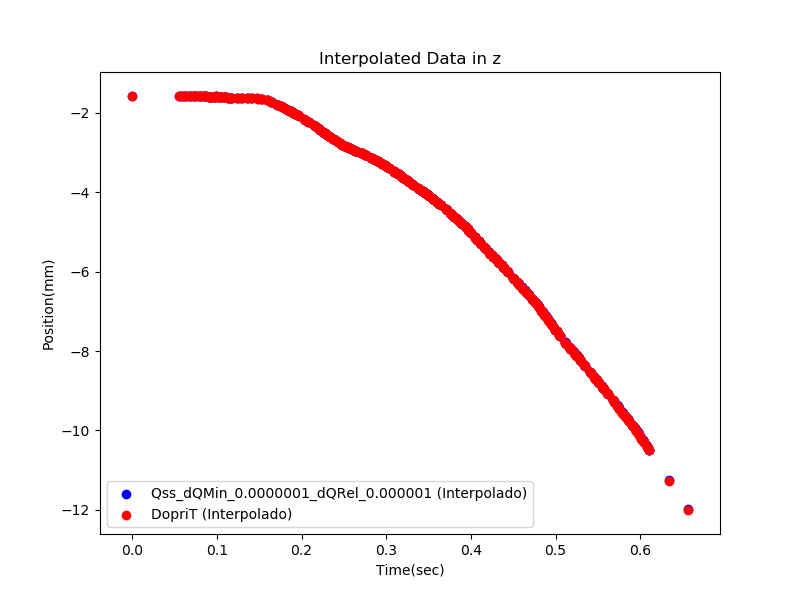 Interpolated Data in z
Position(mm)
−2
−4
−6
−8
−10
−12
Qss_dQMin_0.0000001_dQRel_0.000001 (Interpolado)
DopriT (Interpolado)
0.0 0.1 0.2 0.3 0.4 0.5 0.6
Time(sec)